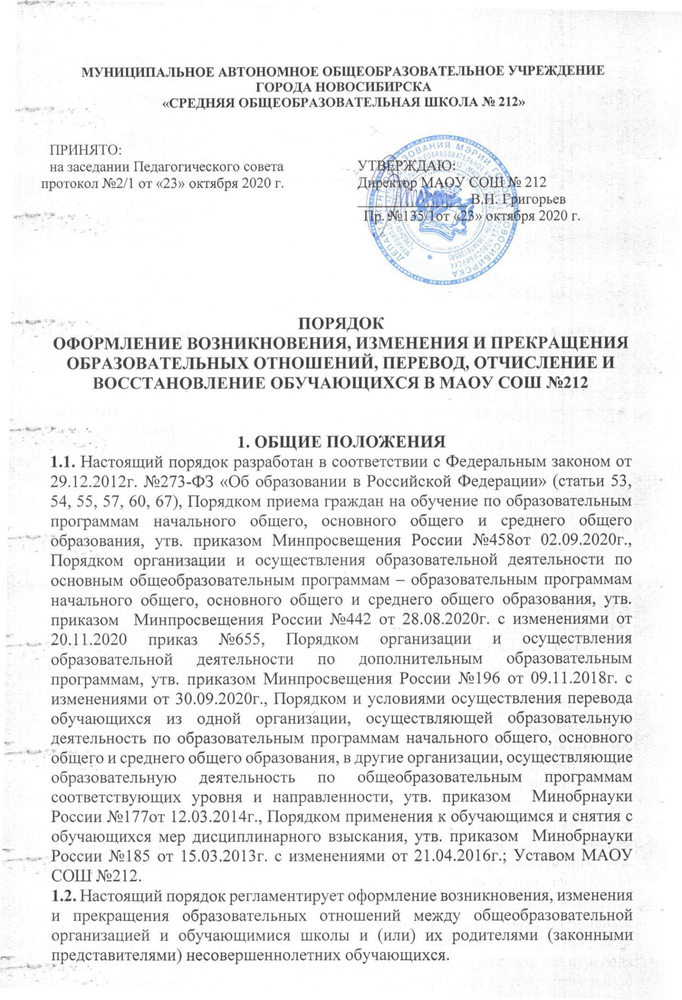 МУНИЦИПАЛЬНОЕ АВТОНОМНОЕ ОБЩЕОБРАЗОВАТЕЛЬНОЕ УЧРЕЖДЕНИЕ
ГОРОДА НОВОСИБИРСКА
«СРЕДНЯЯ ОБЩЕОБРАЗОВАТЕЛЬНАЯ ШКОЛА № 212»
ПРИНЯТО:
на заседании Педагогического совета
протокол №2/1 от «23» октября 2020 г.
УТВЕРЖДАЮ:
Директор МАОУ СОШ № 212
В.Н. Григорьев
Пр. №135/1от «23» октября 2020 г.
ДЕПАРТАМЕНТ ОБРАЗОВАНИЯ МЭРИИ ГОРОДА НОВОСИБИРСКА
ПОРЯДОК
ОФОРМЛЕНИЕ ВОЗНИКНОВЕНИЯ, ИЗМЕНЕНИЯ И ПРЕКРАЩЕНИЯ
ОБРАЗОВАТЕЛЬНЫХ ОТНОШЕНИЙ, ПЕРЕВОД, ОТЧИСЛЕНИЕ И
ВОССТАНОВЛЕНИЕ ОБУЧАЮЩИХСЯ В МАОУ СОШ №212
1. ОБЩИЕ ПОЛОЖЕНИЯ
1.1. Настоящий порядок разработан в соответствии с Федеральным законом от
29.12.2012г. №273-ФЗ «Об образовании в Российской Федерации» (статьи 53,
54, 55, 57, 60, 67), Порядком приема граждан на обучение по образовательным
программам начального общего, основного общего и среднего общего
образования, утв. приказом Минпросвещения России №458от 02.09.2020г.,
Порядком организации и осуществления образовательной деятельности по
основным общеобразовательным программам – образовательным программам
начального общего, основного общего и среднего общего образования, утв.
приказом Минпросвещения России №442 от 28.08.2020г. с изменениями от
20.11.2020 приказ №655, Порядком организации и осуществления
образовательной деятельности по дополнительным образовательным
программам, утв. приказом Минпросвещения России №196 от 09.11.2018г. с
изменениями от 30.09.2020г., Порядком и условиями осуществления перевода
обучающихся из одной организации, осуществляющей образовательную
деятельность по образовательным программам начального общего, основного
общего и среднего общего образования, в другие организации, осуществляющие
образовательную деятельность по общеобразовательным программам
соответствующих уровня и направленности, утв. приказом Минобрнауки
России №177от 12.03.2014г., Порядком применения к обучающимся и снятия с
обучающихся мер дисциплинарного взыскания, утв. приказом Минобрнауки
России №185 от 15.03.2013г. с изменениями от 21.04.2016г.; Уставом МАОУ
СОШ №212.
1.2. Настоящий порядок регламентирует оформление возникновения, изменения
и прекращения образовательных отношений между общеобразовательной
организацией и обучающимися школы и (или) их родителями (законными
представителями) несовершеннолетних обучающихся.